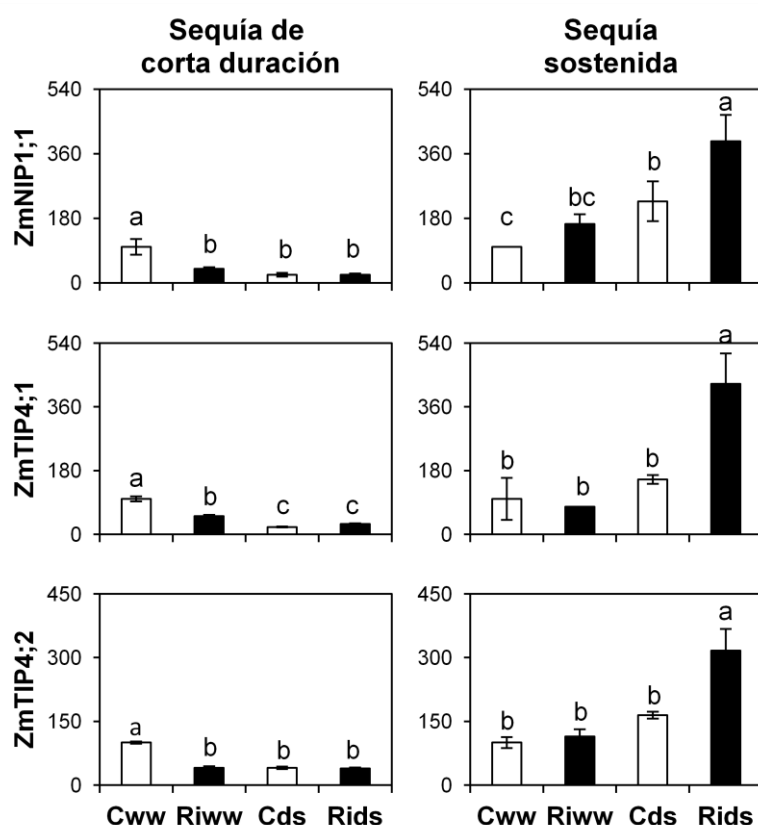 Sequía de
corta duración
Sequía
sostenida
ZmNIP1;1
540
360
180
0
a
b
b
b
540
360
180
0
c
bc
b
a
ZmTIP4;1
540
360
180
0
a
b
c
c
540
360
180
0
b
b
b
a
ZmTIP4;2
450
300
150
0
a
b
b
b
450
300
150
0
b
b
b
a
Cww Riww Cds Rids
Cww Riww Cds Rids